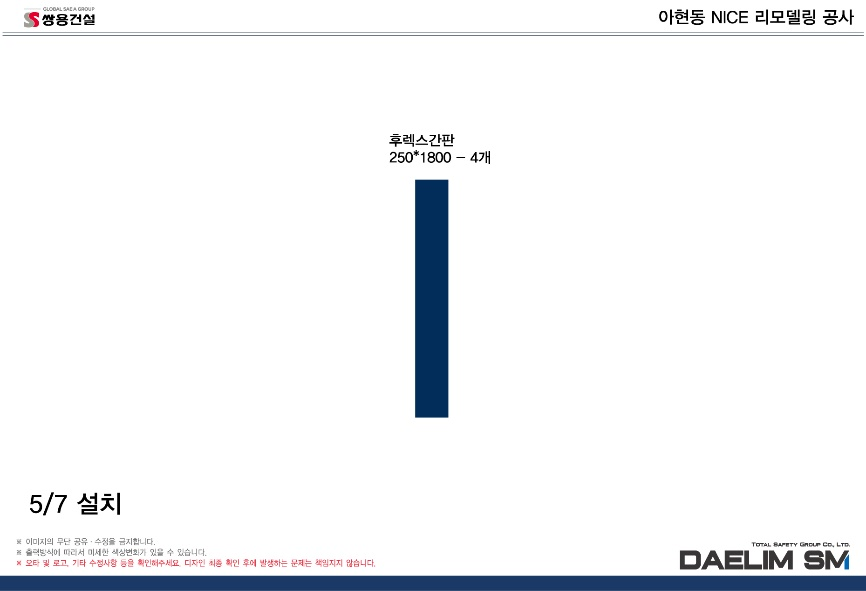 GLOBAL SAE-A GROUP
쌍용건설
아현동 NICE 리모델링 공사
후렉스간판
250*1800 - 4개
5/7 설치
※ 이미지의 무단 공유 · 수정을 금지합니다.
※ 출력방식에 따라서 미세한 색상변화가 있을 수 있습니다.
※ 오타 및 로고, 기타 수정사항 등을 확인해주세요. 디자인 최종 확인 후에 발생하는 문제는 책임지지 않습니다.
TOTAL SAFETY GROUP CO., LTD.
DAELIM SM